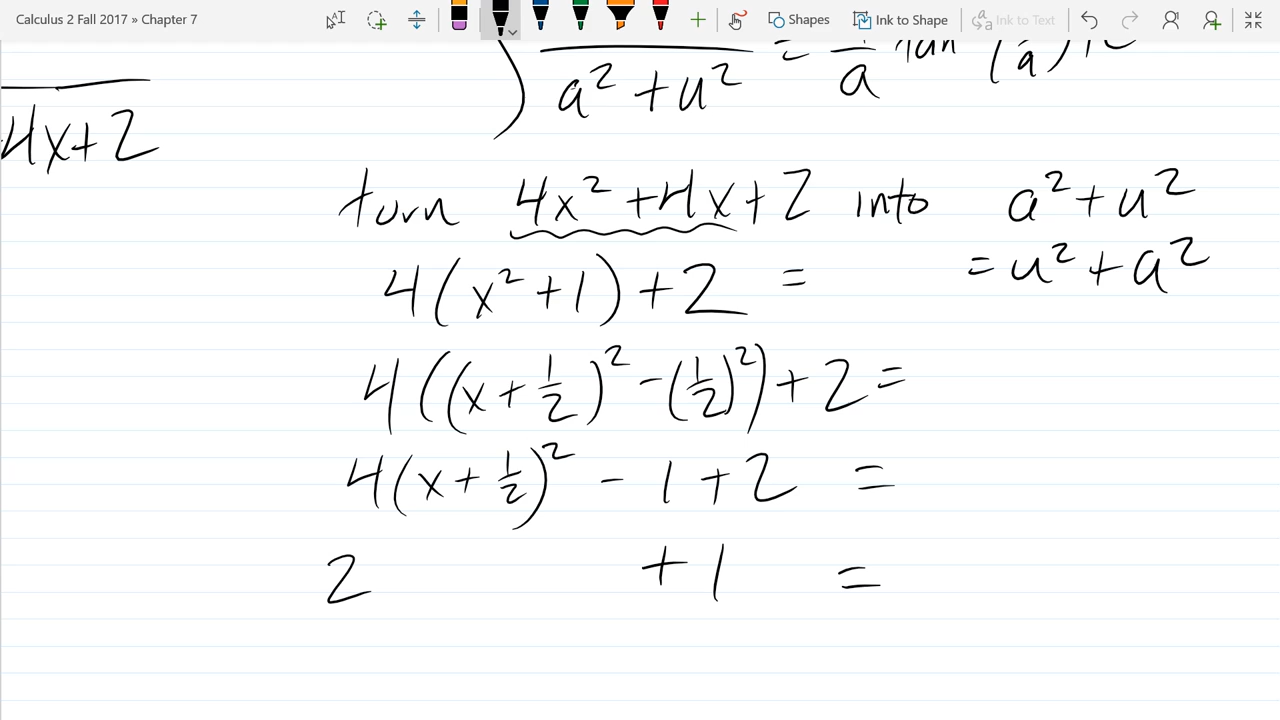 Calculus 2 Fall 2017 » Chapter 7
Shapes
Ink to Shape
Ink to Text
a² + u² = 1/a tan (/a) + C
4x+2
turn 4x² + 4x + 2 into a² + u²
4(x² + 1) + 2 = = u² + a²
4((x + 1/2)² - (1/2)²) + 2 =
4(x + 1/2)² - 1 + 2 =
2 + 1 =